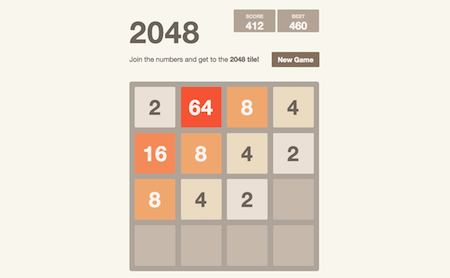 2048
SCORE BEST
412 460
Join the numbers and get to the 2048 tile!
New Game
2 64 8 4
16 8 4 2
8 4 2